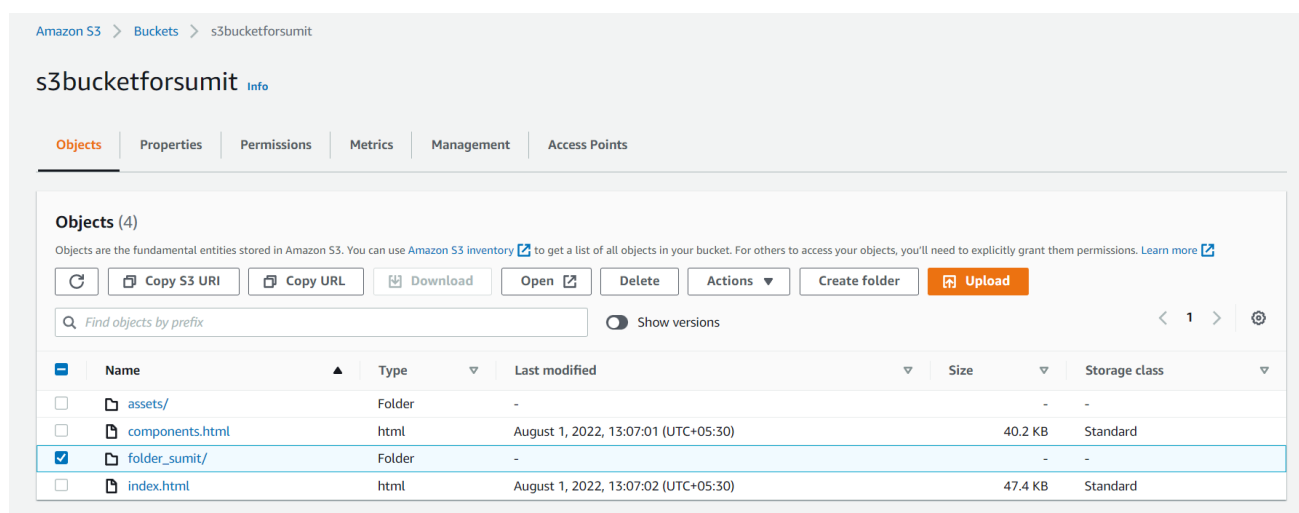 Amazon S3 > Buckets > s3bucketforsumit
s3bucketforsumit Info
Objects Properties Permissions Metrics Management Access Points
Objects (4)
Objects are the fundamental entities stored in Amazon S3. You can use Amazon S3 inventory to get a list of all objects in your bucket. For others to access your objects, you'll need to explicitly grant them permissions. Learn more
Copy S3 URI Copy URL Download Open Delete Actions Create folder Upload
Find objects by prefix Show versions < 1 >
Name Type Last modified Size Storage class
assets/ Folder - - -
components.html html August 1, 2022, 13:07:01 (UTC+05:30) 40.2 KB Standard
folder_sumit/ Folder - - -
index.html html August 1, 2022, 13:07:02 (UTC+05:30) 47.4 KB Standard